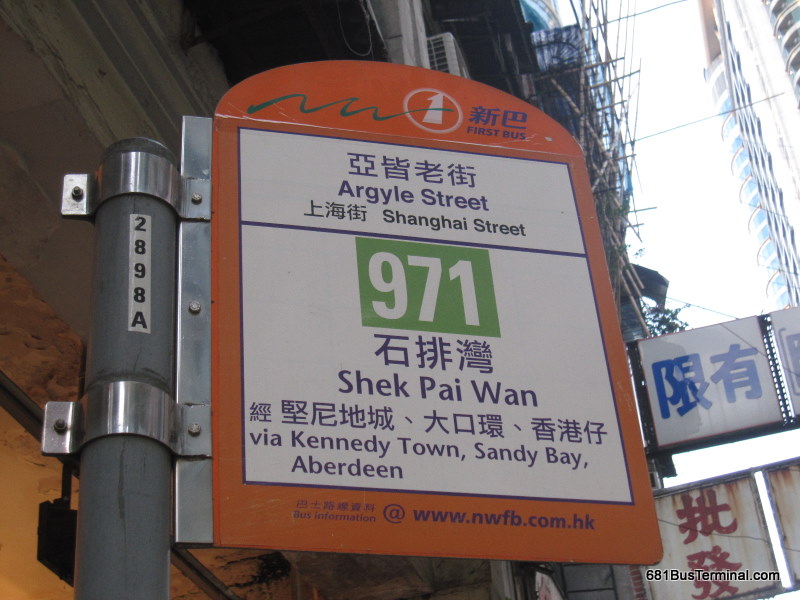 新巴
FIRST BUS
亞皆老街
Argyle Street
上海街 Shanghai Street
971
石排灣
Shek Pai Wan
經 堅尼地城、大口環、香港仔
via Kennedy Town, Sandy Bay,
Aberdeen
巴士路線資料
Bus information @ www.nwfb.com.hk
2898A
限有
批
發
681BusTerminal.com